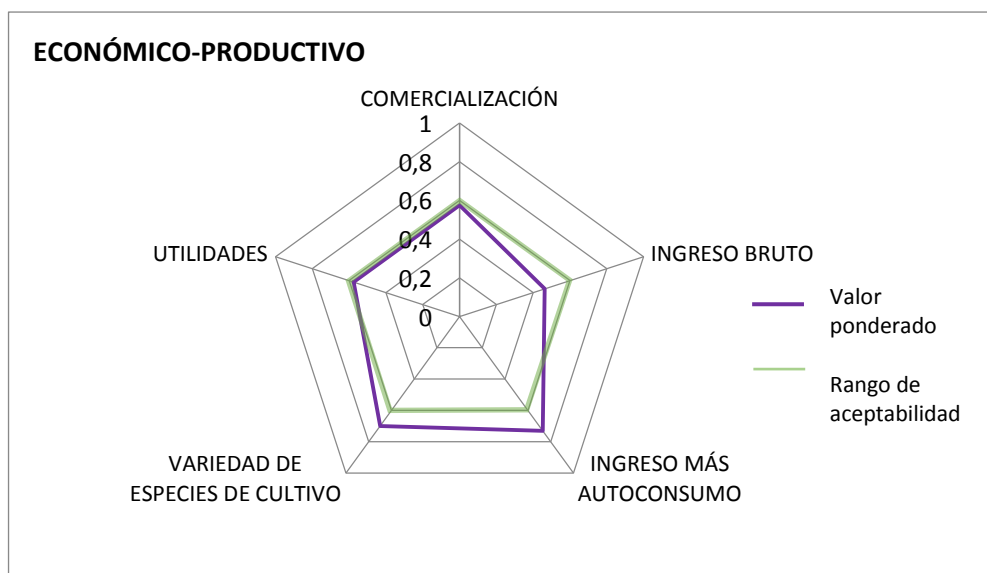 ECONÓMICO-PRODUCTIVO
COMERCIALIZACIÓN
1
0,8
0,6
0,4
0,2
0
UTILIDADES
INGRESO BRUTO
Valor
ponderado
Rango de
aceptabilidad
VARIEDAD DE
ESPECIES DE CULTIVO
INGRESO MÁS
AUTOCONSUMO